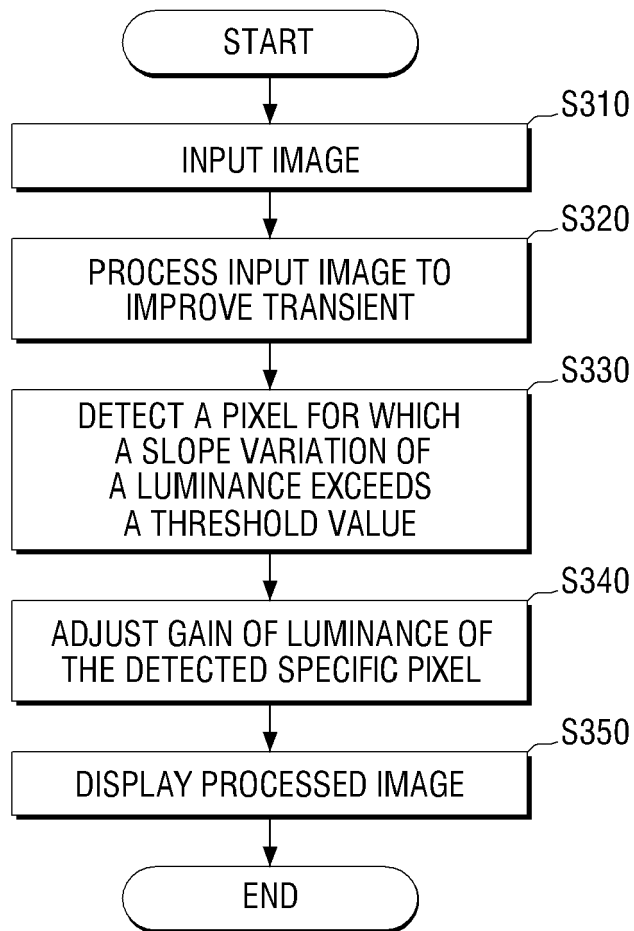 START
S310
INPUT IMAGE
S320
PROCESS INPUT IMAGE TO
IMPROVE TRANSIENT
S330
DETECT A PIXEL FOR WHICH
A SLOPE VARIATION OF
A LUMINANCE EXCEEDS
A THRESHOLD VALUE
S340
ADJUST GAIN OF LUMINANCE OF
THE DETECTED SPECIFIC PIXEL
S350
DISPLAY PROCESSED IMAGE
END